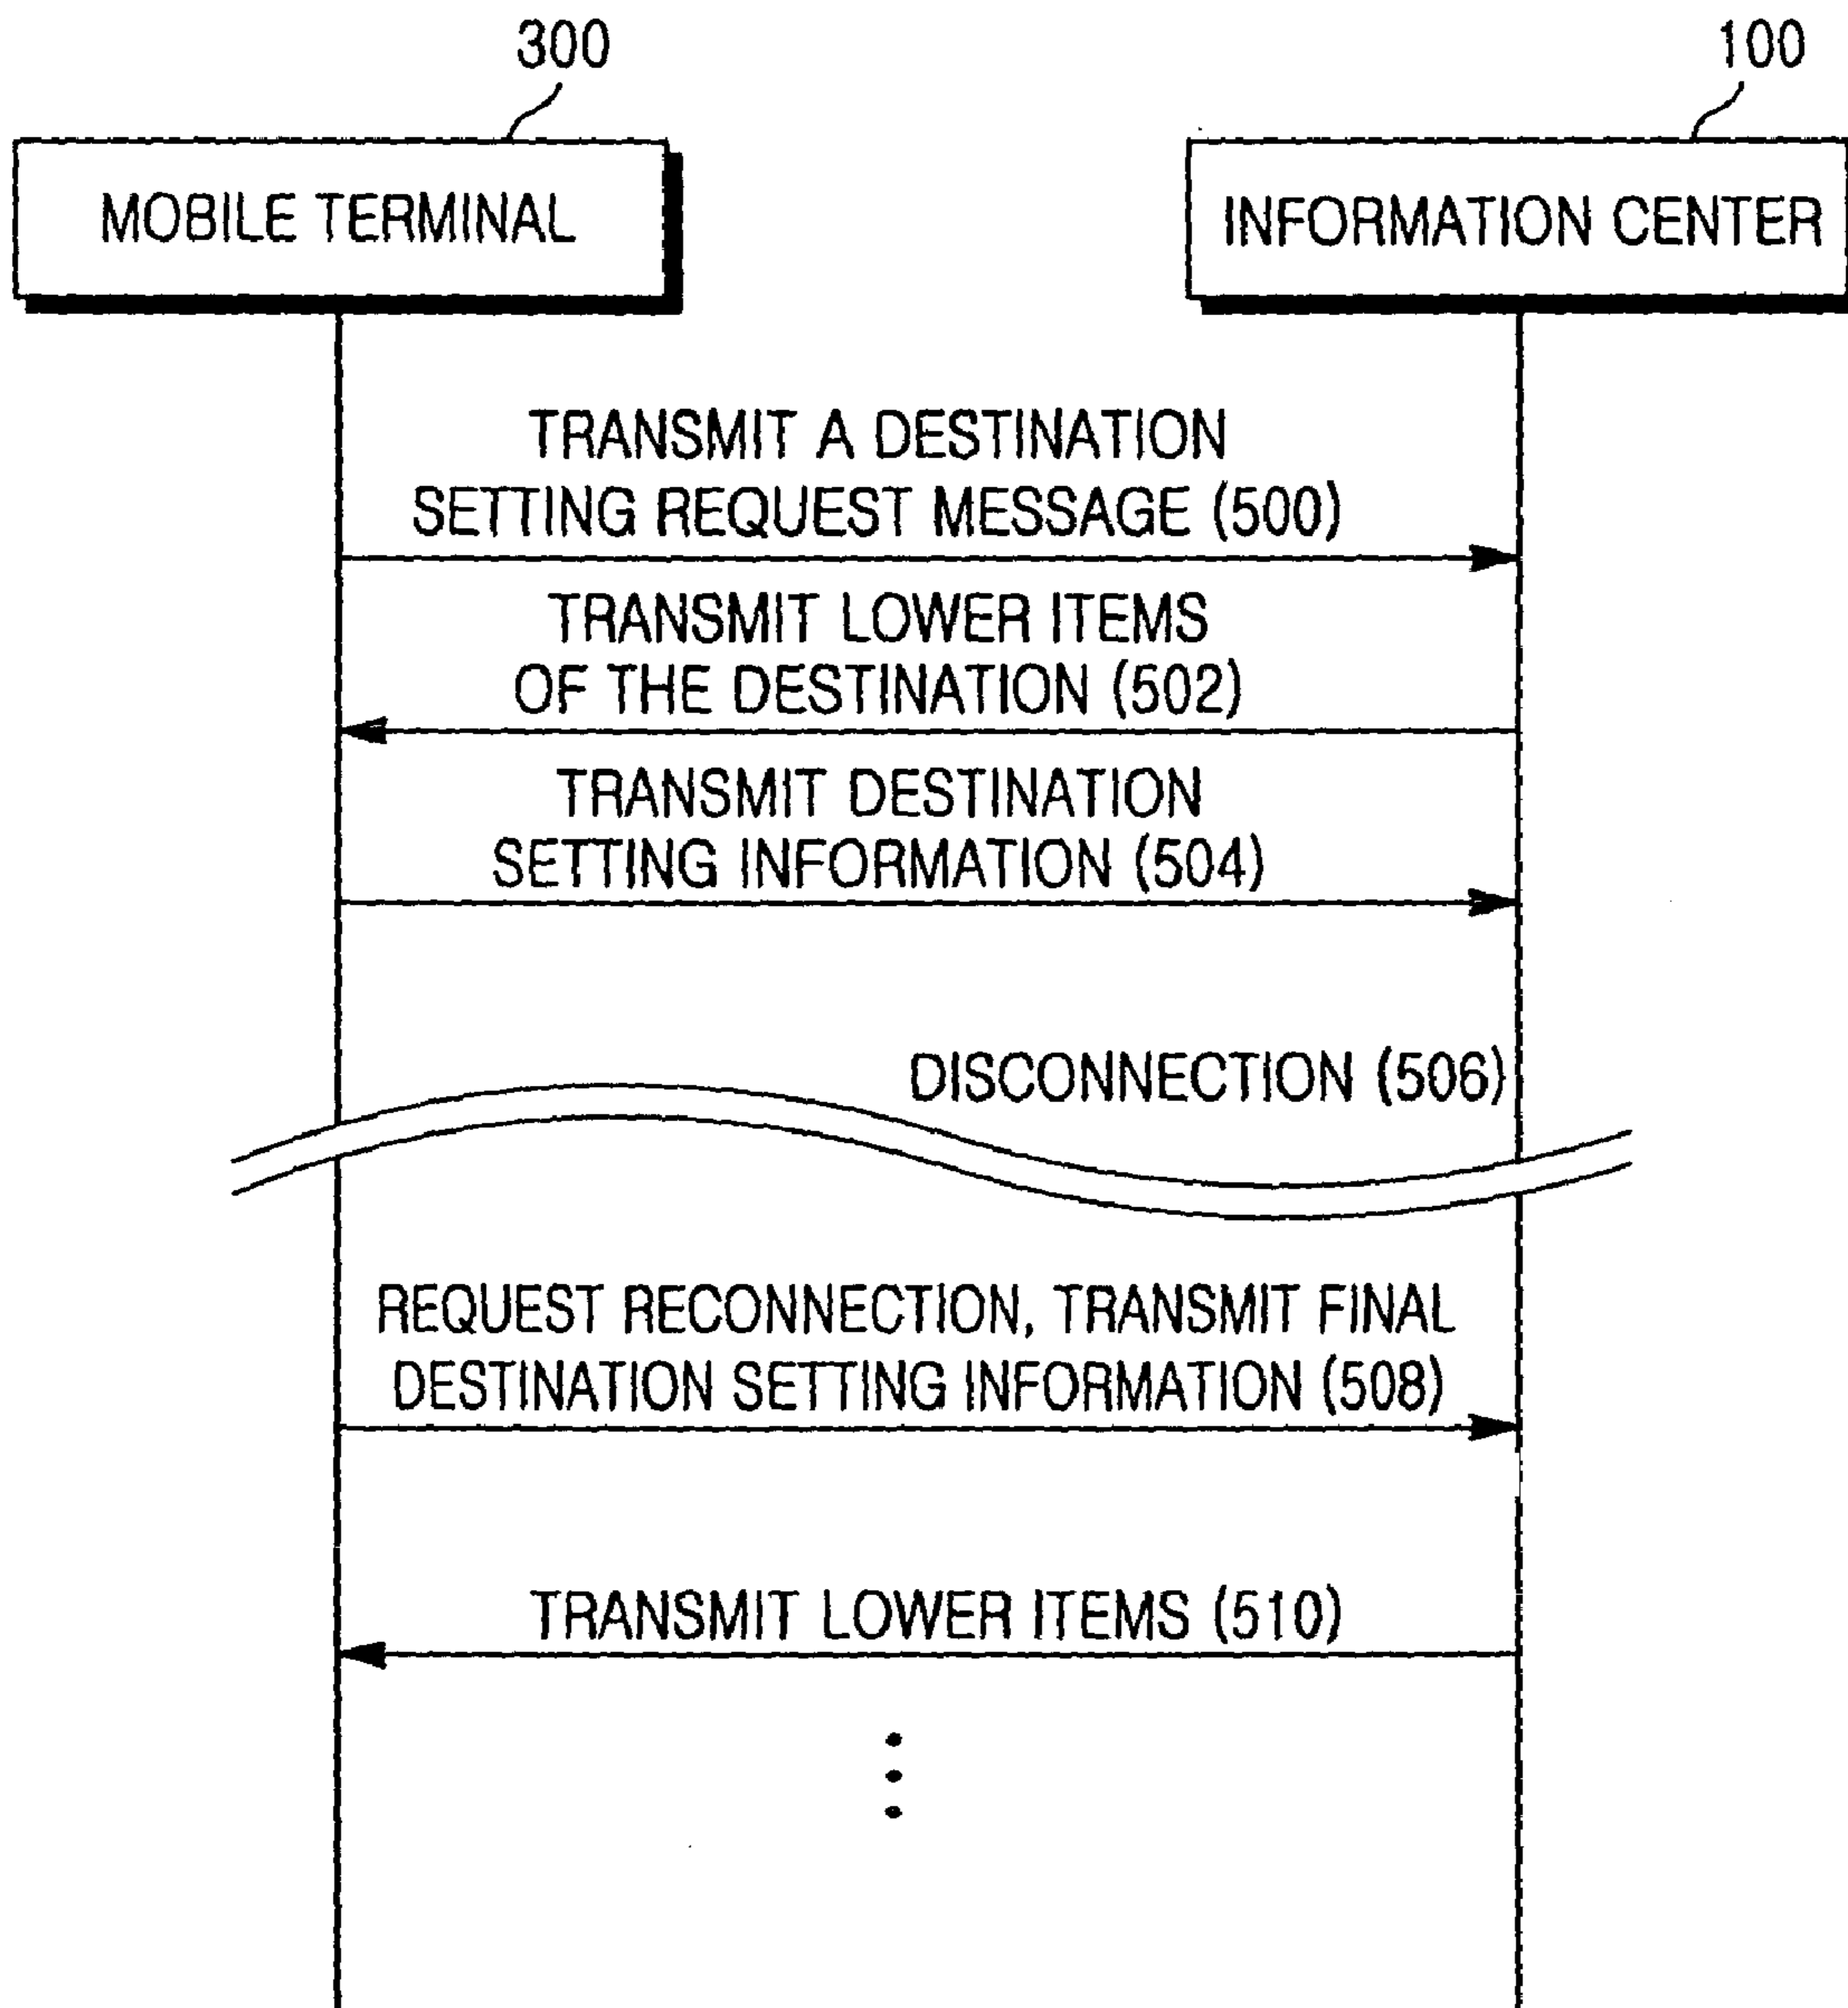 300
100
MOBILE TERMINAL
INFORMATION CENTER
TRANSMIT A DESTINATION
SETTING REQUEST MESSAGE (500)
TRANSMIT LOWER ITEMS
OF THE DESTINATION (502)
TRANSMIT DESTINATION
SETTING INFORMATION (504)
DISCONNECTION (506)
REQUEST RECONNECTION, TRANSMIT FINAL
DESTINATION SETTING INFORMATION (508)
TRANSMIT LOWER ITEMS (510)